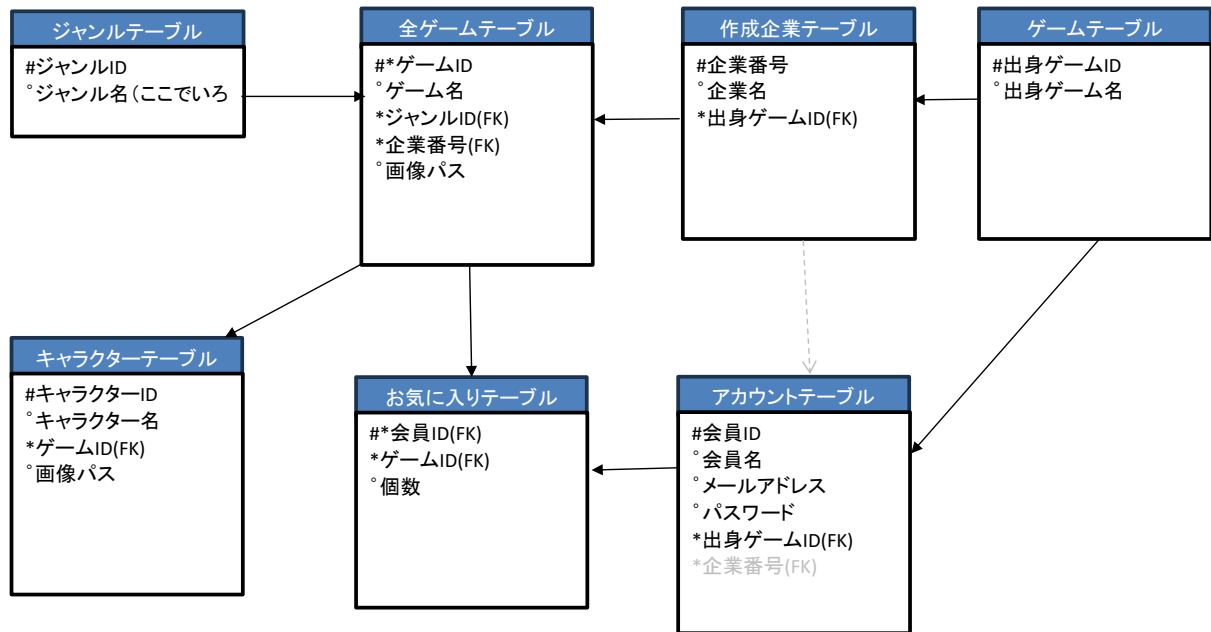 ジャンルテーブル
#ジャンルID
°ジャンル名(ここでいろ
全ゲームテーブル
#*ゲームID
°ゲーム名
*ジャンルID(FK)
*企業番号(FK)
°画像パス
作成企業テーブル
#企業番号
°企業名
*出身ゲームID(FK)
ゲームテーブル
#出身ゲームID
°出身ゲーム名
キャラクターテーブル
#キャラクターID
°キャラクター名
*ゲームID(FK)
°画像パス
お気に入りテーブル
#*会員ID(FK)
*ゲームID(FK)
°個数
アカウントテーブル
#会員ID
°会員名
°メールアドレス
°パスワード
*出身ゲームID(FK)
*企業番号(FK)